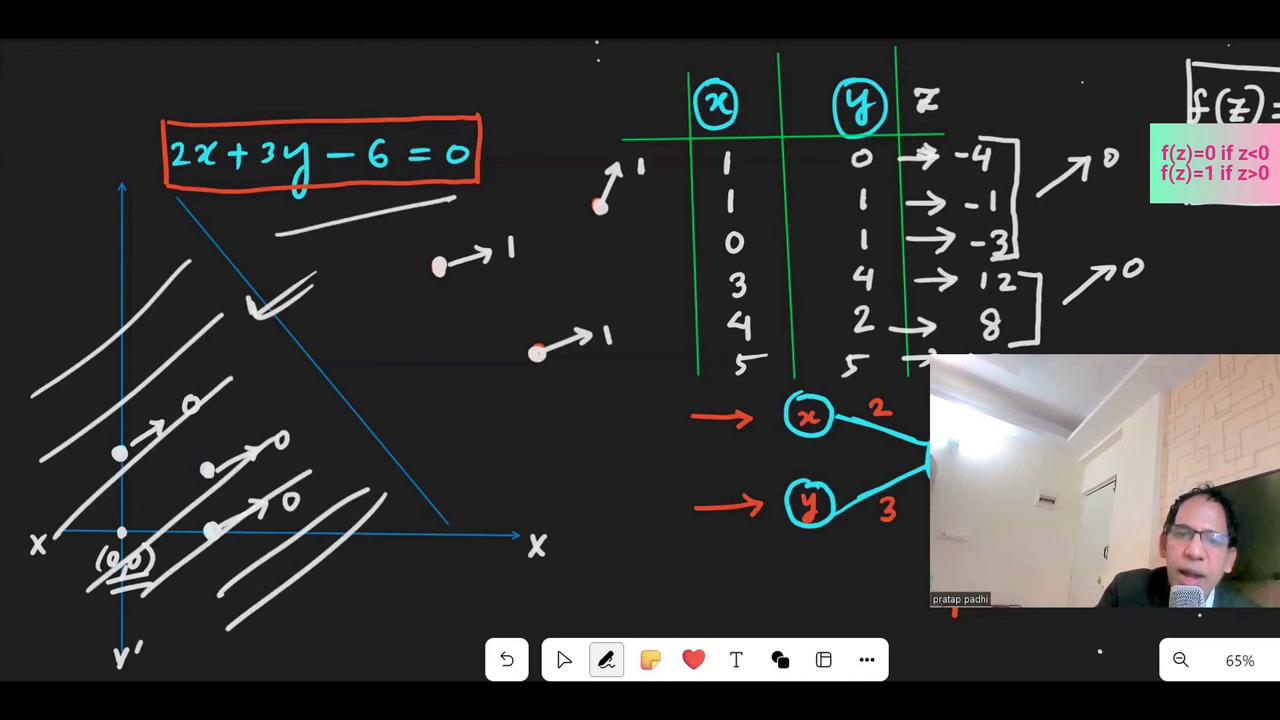 2x+3y-6=0
x y z
1 0 → -4
1 1 → -1
0 1 → -3
3 4 → 12
4 2 → 8
5 5 →
0
0
f(z)=
f(z)=0 if z<0
f(z)=1 if z>0
1
1
1
0
0
0
X
(0,0)
X
Y'
x 2
y 3
pratap padhi
T
65%